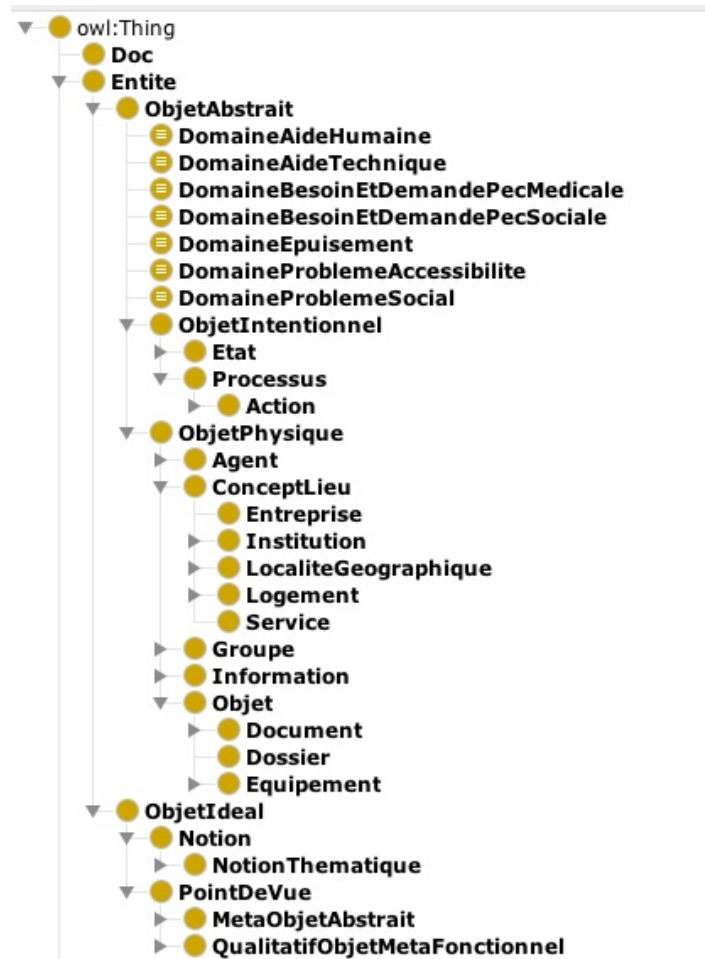 owl:Thing
Doc
Entite
ObjetAbstrait
DomaineAideHumaine
DomaineAideTechnique
DomaineBesoinEtDemandePecMedicale
DomaineBesoinEtDemandePecSociale
DomaineEpuisement
DomaineProblemeAccessibilite
DomaineProblemeSocial
ObjetIntentionnel
Etat
Processus
Action
ObjetPhysique
Agent
ConceptLieu
Entreprise
Institution
LocaliteGeographique
Logement
Service
Groupe
Information
Objet
Document
Dossier
Equipement
ObjetIdeal
Notion
NotionThematique
PointDeVue
MetaObjetAbstrait
QualitatifObjetMetaFonctionnel